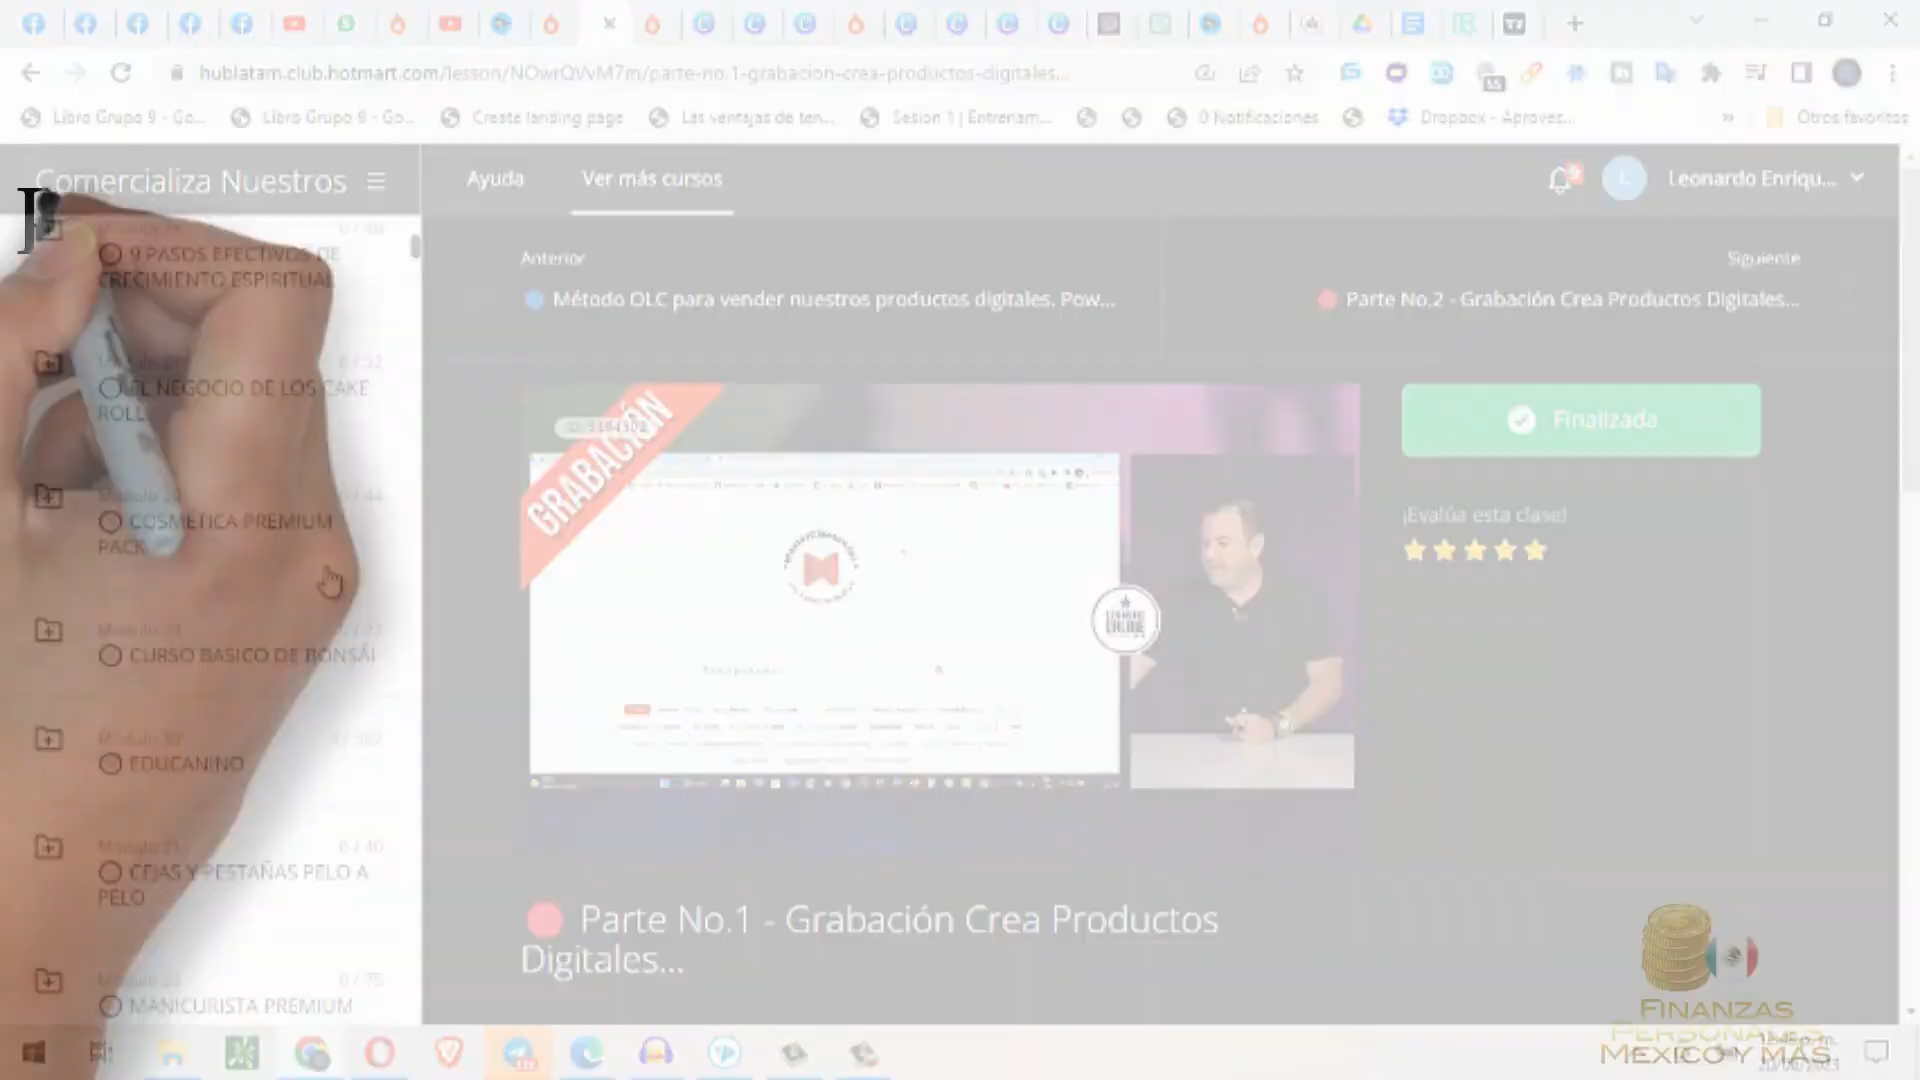 hublatam.club.hotmart.com/lesson/NOwrQVvM7m/parte-no.1-grabacion-crea-productos-digitales...
Libro Grupo 9 - Go...
Libro Grupo 9 - Go...
Create landing page
Las ventajas de ten...
Sesion 1 | Entrenam...
0 Notificaciones
Dropbox - Aproves...
Otros favoritos
Comercializa Nuestros
Ayuda
Ver más cursos
Leonardo Enriqu...
9 PASOS EFECTIVOS DE
CRECIMIENTO ESPIRITUAL
EL NEGOCIO DE LOS CAKE
ROLL
COSMETICA PREMIUM
PACK
CURSO BASICO DE BONSÁI
EDUCANINO
CEJAS Y PESTAÑAS PELO A
PELO
MANICURISTA PREMIUM
Anterior
Método OLC para vender nuestros productos digitales. Pow...
Siguiente
Parte No.2 - Grabación Crea Productos Digitales...
GRABACIÓN
Finalizada
¡Evalúa esta clase!
Parte No.1 - Grabación Crea Productos
Digitales...
FINANZAS
PERSONALES
MEXICO Y MAS